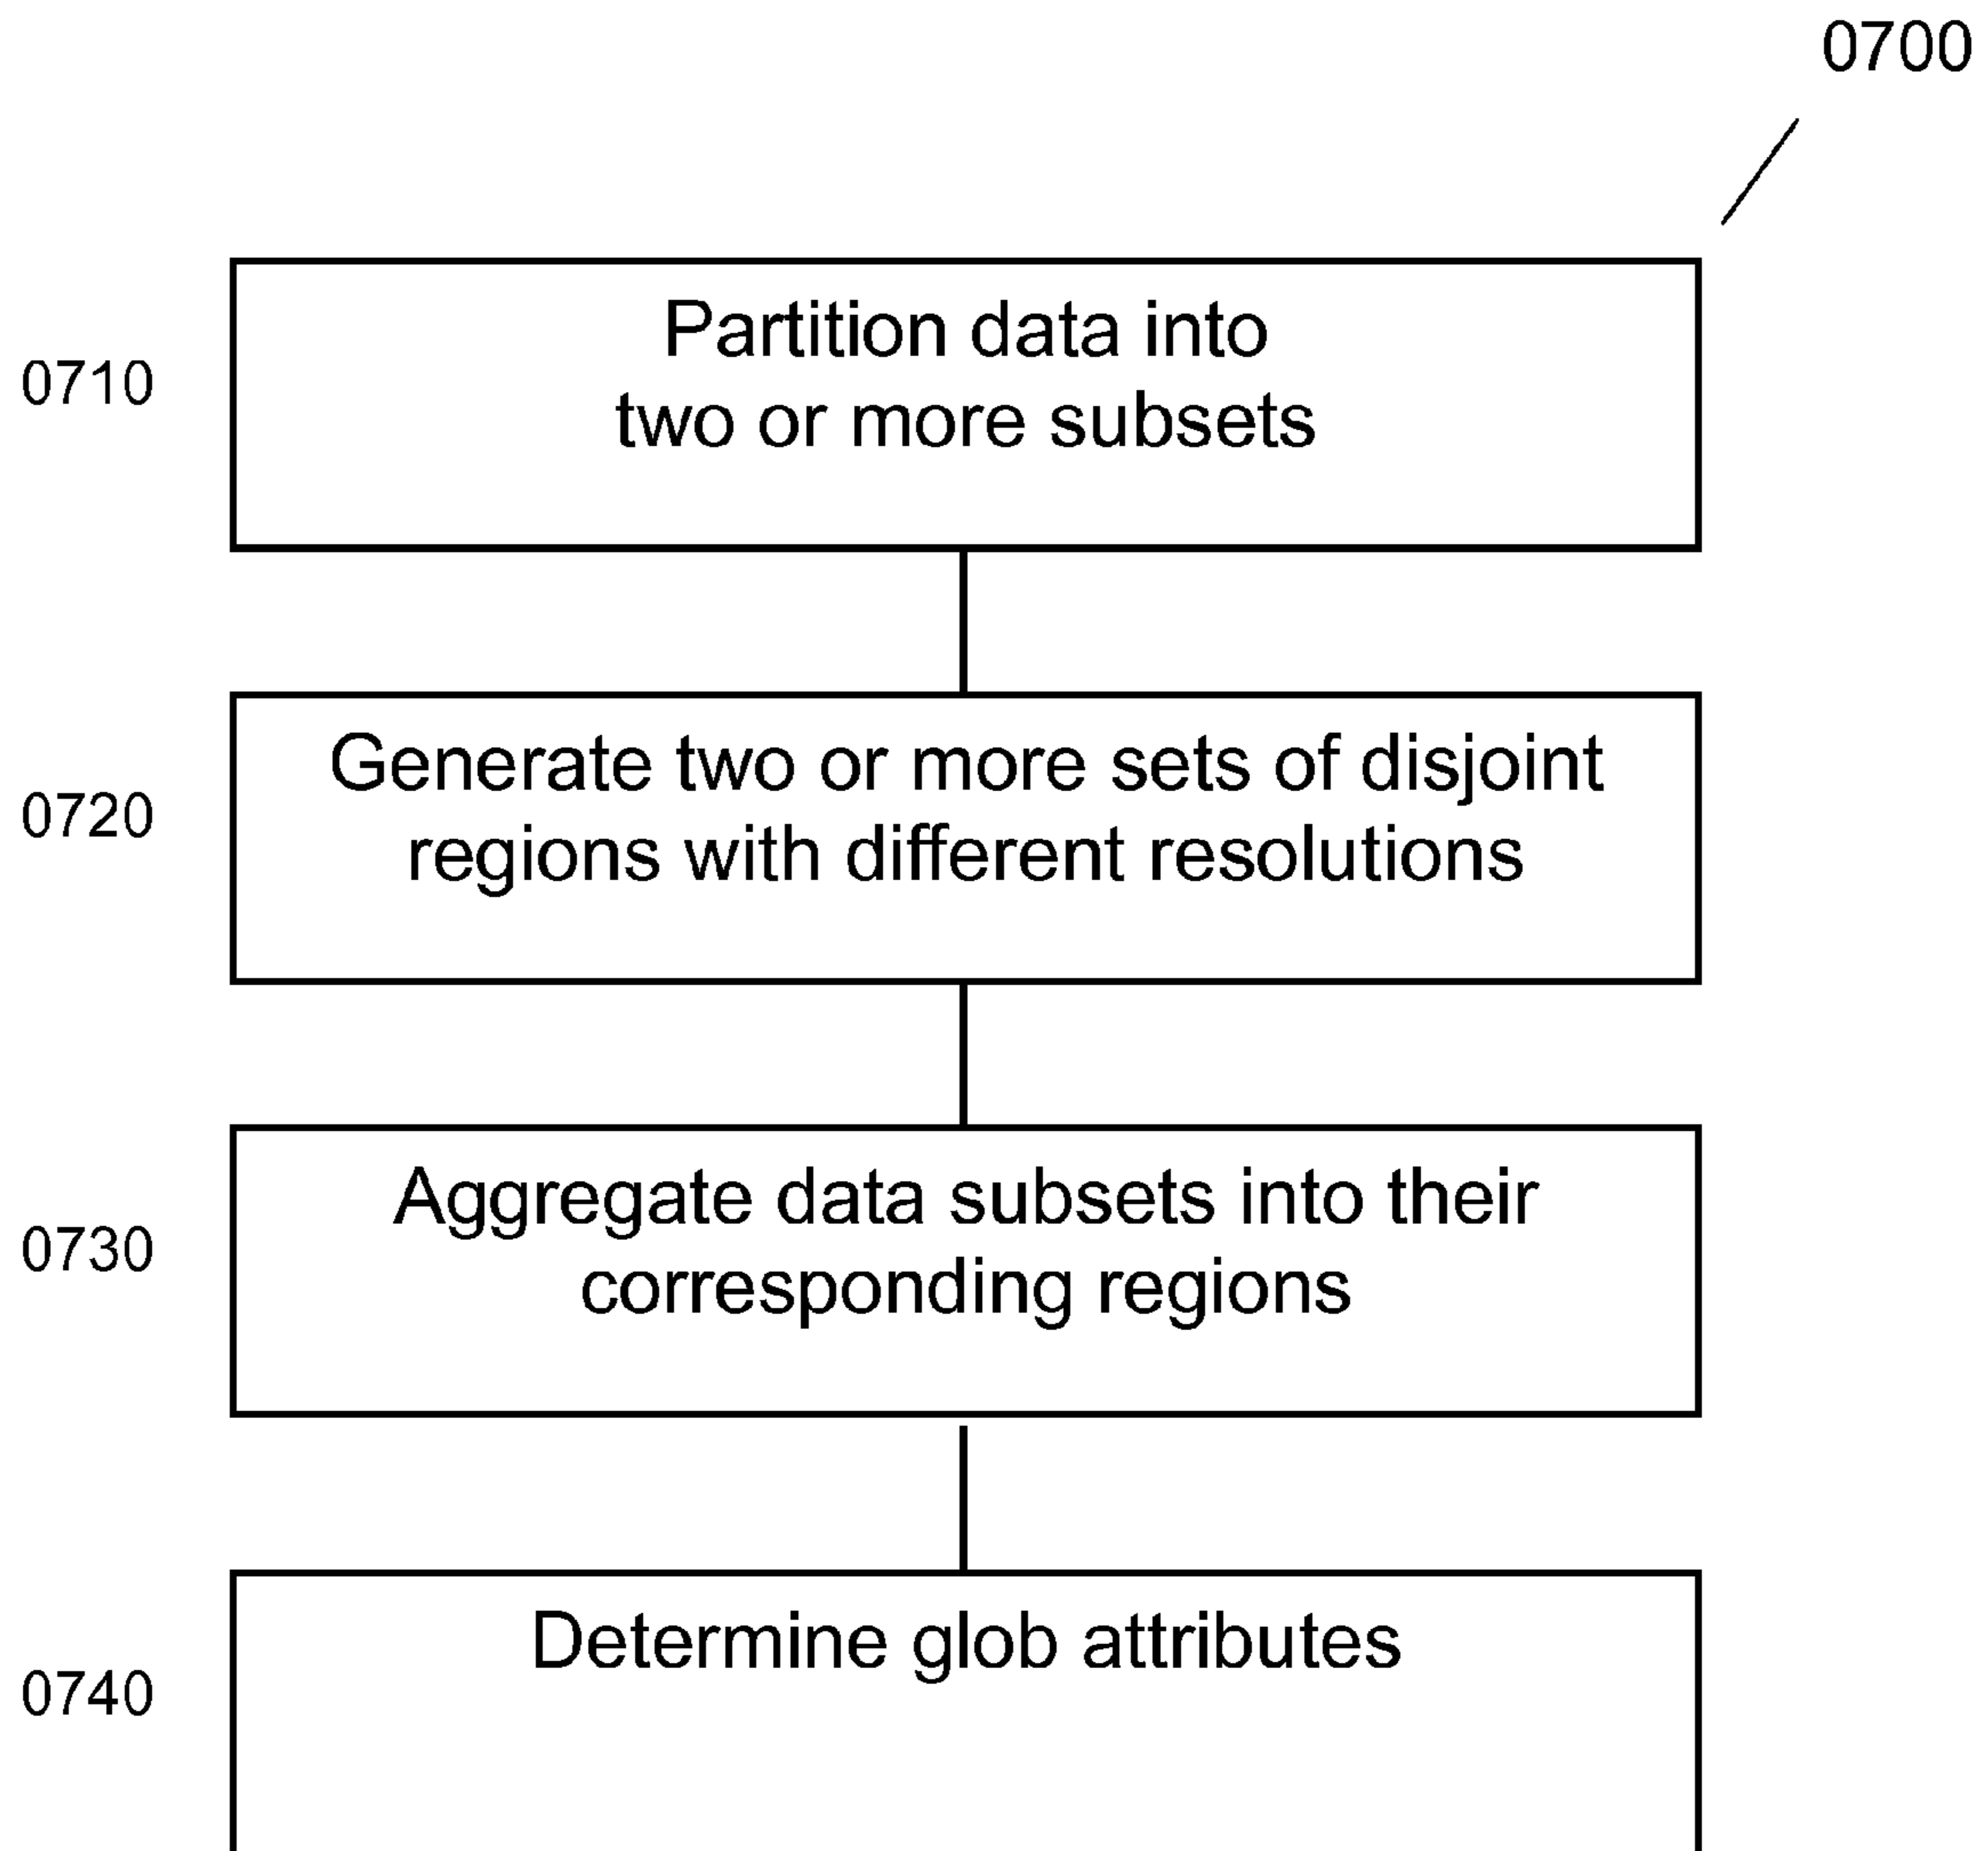 0700
0710
Partition data into
two or more subsets
0720
Generate two or more sets of disjoint
regions with different resolutions
0730
Aggregate data subsets into their
corresponding regions
0740
Determine glob attributes